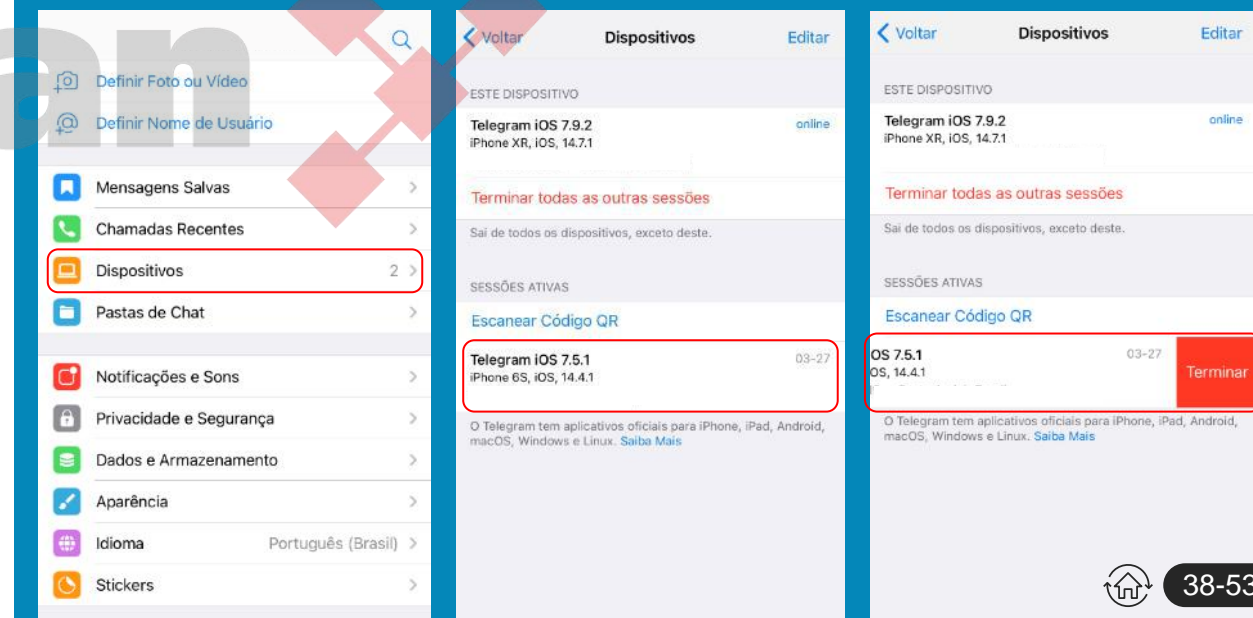 an
Definir Foto ou Vídeo
Definir Nome de Usuário
Mensagens Salvas
Chamadas Recentes
Dispositivos 2
Pastas de Chat
Notificações e Sons
Privacidade e Segurança
Dados e Armazenamento
Aparência
Idioma Português (Brasil)
Stickers
Voltar Dispositivos Editar
ESTE DISPOSITIVO
Telegram iOS 7.9.2 online
iPhone XR, iOS, 14.7.1
Terminar todas as outras sessões
Sai de todos os dispositivos, exceto deste.
SESSÕES ATIVAS
Escanear Código QR
Telegram iOS 7.5.1 03-27
iPhone 6S, iOS, 14.4.1
O Telegram tem aplicativos oficiais para iPhone, iPad, Android,
macOS, Windows e Linux. Saiba Mais
Voltar Dispositivos Editar
ESTE DISPOSITIVO
Telegram iOS 7.9.2 online
iPhone XR, iOS, 14.7.1
Terminar todas as outras sessões
Sai de todos os dispositivos, exceto deste.
SESSÕES ATIVAS
Escanear Código QR
OS 7.5.1 03-27
OS, 14.4.1
Terminar
O Telegram tem aplicativos oficiais para iPhone, iPad, Android,
macOS, Windows e Linux. Saiba Mais
38-53